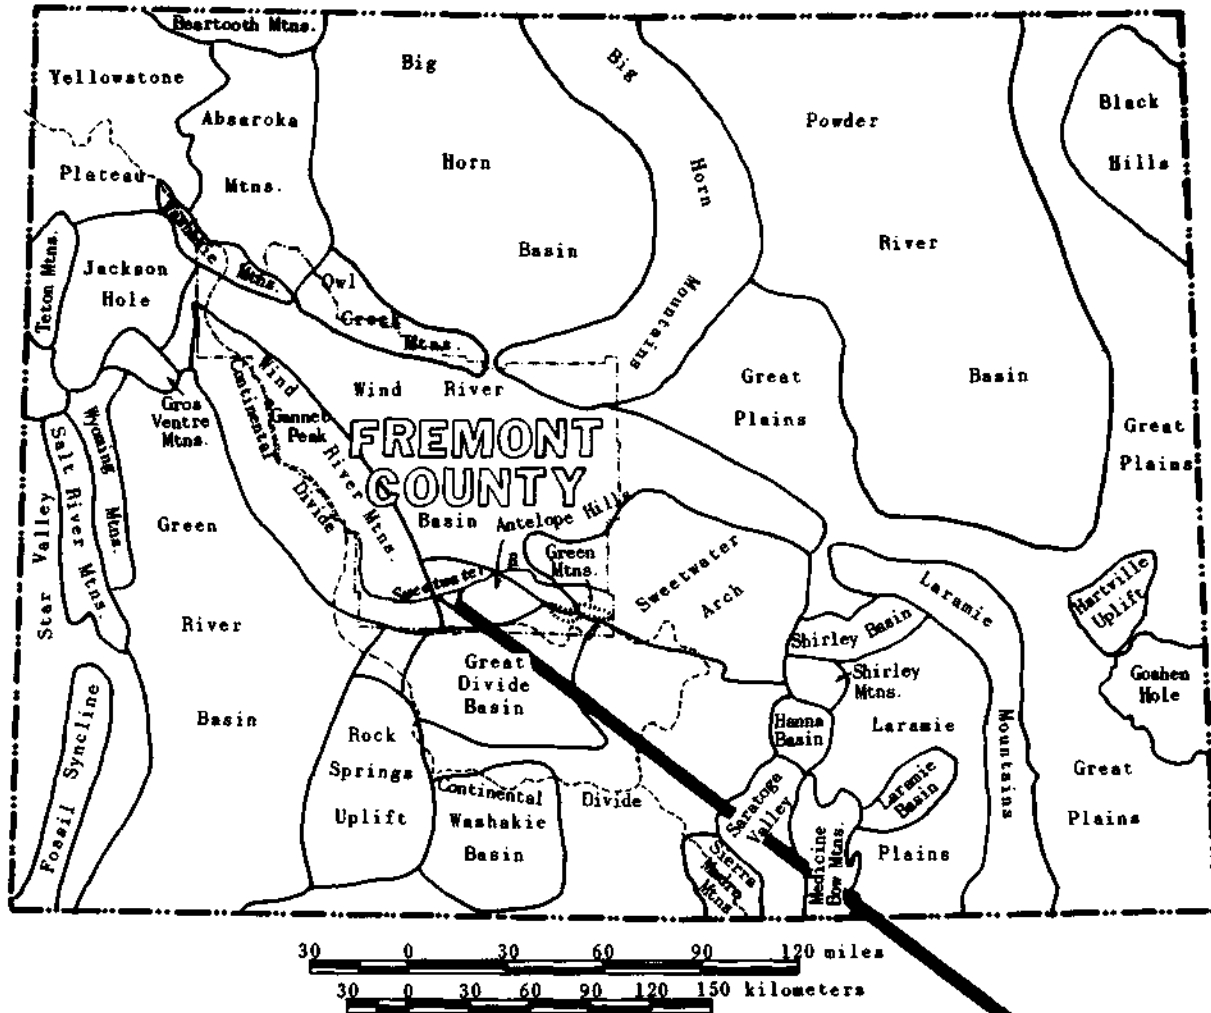 Beartooth Mtns.
Yellowstone
Plateau
Absaroka
Mtns.
Big
Horn
Basin
Big
Horn
Mountains
Powder
River
Basin
Black
Hills
Teton Mtns.
Jackson
Hole
Mtns.
Owl
Creek
Mtns.
Wind River
Basin
Great
Plains
Great
Plains
Gros
Ventre
Mtns.
Continental
Divide
Wind
River Mtns.
Gannet
Peak
FREMONT
COUNTY
Antelope Hills
Green
Mtns.
Sweetwater
Sweetwater
Arch
Star Valley
Salt River Mtns.
Wyoming
Mtns.
Green
River
Basin
Fossil Syncline
Rock
Springs
Uplift
Great
Divide
Basin
Continental
Divide
Washakie
Basin
Laramie
Mountains
Shirley Basin
Shirley
Mtns.
Hanna
Basin
Laramie
Plains
Laramie
Basin
Saratoga
Valley
Medicine
Bow Mtns.
Sierra
Madre
Mtns
Hartville
Uplift
Goshen
Hole
Great
Plains
30 0 30 60 90 120 miles
30 0 30 60 90 120 150 kilometers